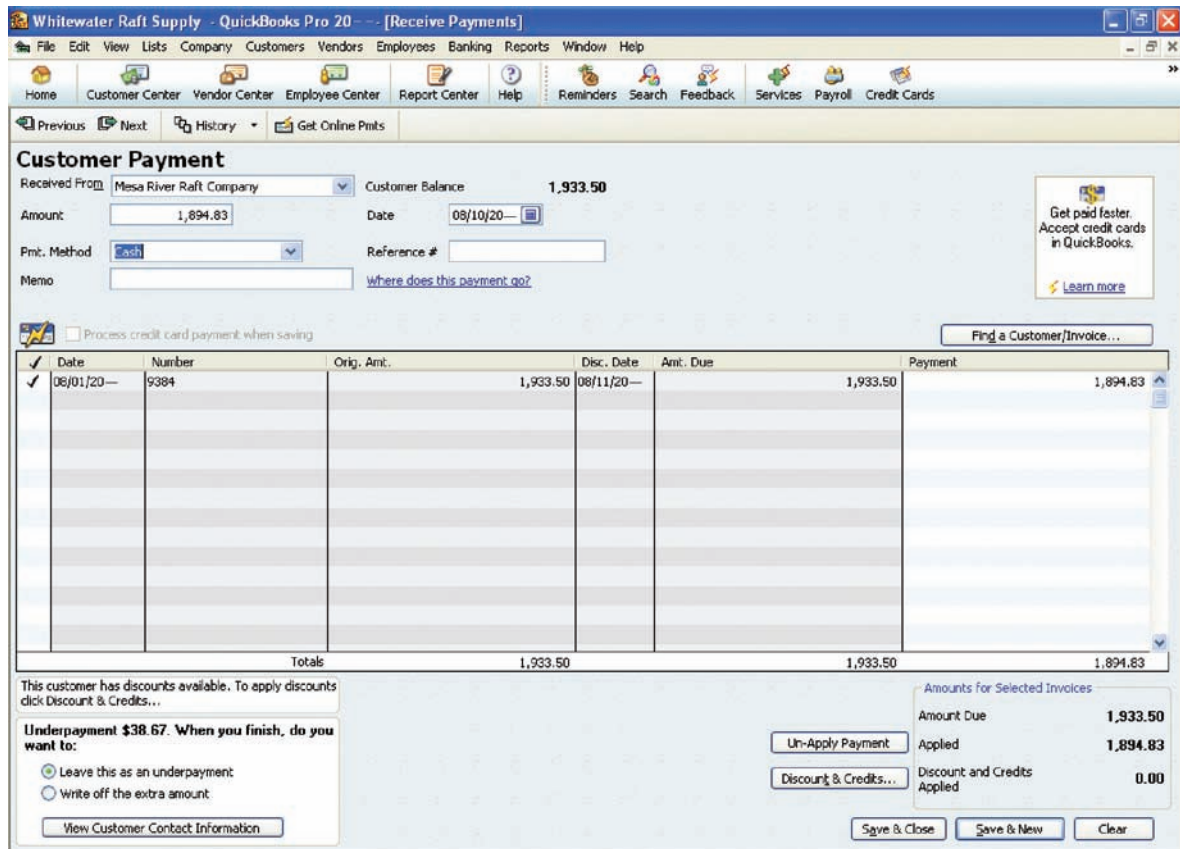 Whitewater Raft Supply - QuickBooks Pro 20-- - [Receive Payments]
File Edit View Lists Company Customers Vendors Employees Banking Reports Window Help
Home Customer Center Vendor Center Employee Center Report Center Help Reminders Search Feedback Services Payroll Credit Cards »
Previous Next History Get Online Pmts
Customer Payment
Received From Mesa River Raft Company Customer Balance 1,933.50
Amount 1,894.83 Date 08/10/20—
Pmt. Method Cash Reference #
Memo Where does this payment go?
Get paid faster.
Accept credit cards
in QuickBooks.
Learn more
Process credit card payment when saving Find a Customer/Invoice...
✓ Date Number Orig. Amt. Disc. Date Amt. Due Payment
✓ 08/01/20— 9384 1,933.50 08/11/20— 1,933.50 1,894.83
Totals 1,933.50 1,933.50 1,894.83
This customer has discounts available. To apply discounts
click Discount & Credits...
Underpayment $38.67. When you finish, do you
want to:
Leave this as an underpayment
Write off the extra amount
View Customer Contact Information
Un-Apply Payment
Discount & Credits...
Amounts for Selected Invoices
Amount Due 1,933.50
Applied 1,894.83
Discount and Credits
Applied 0.00
Save & Close Save & New Clear